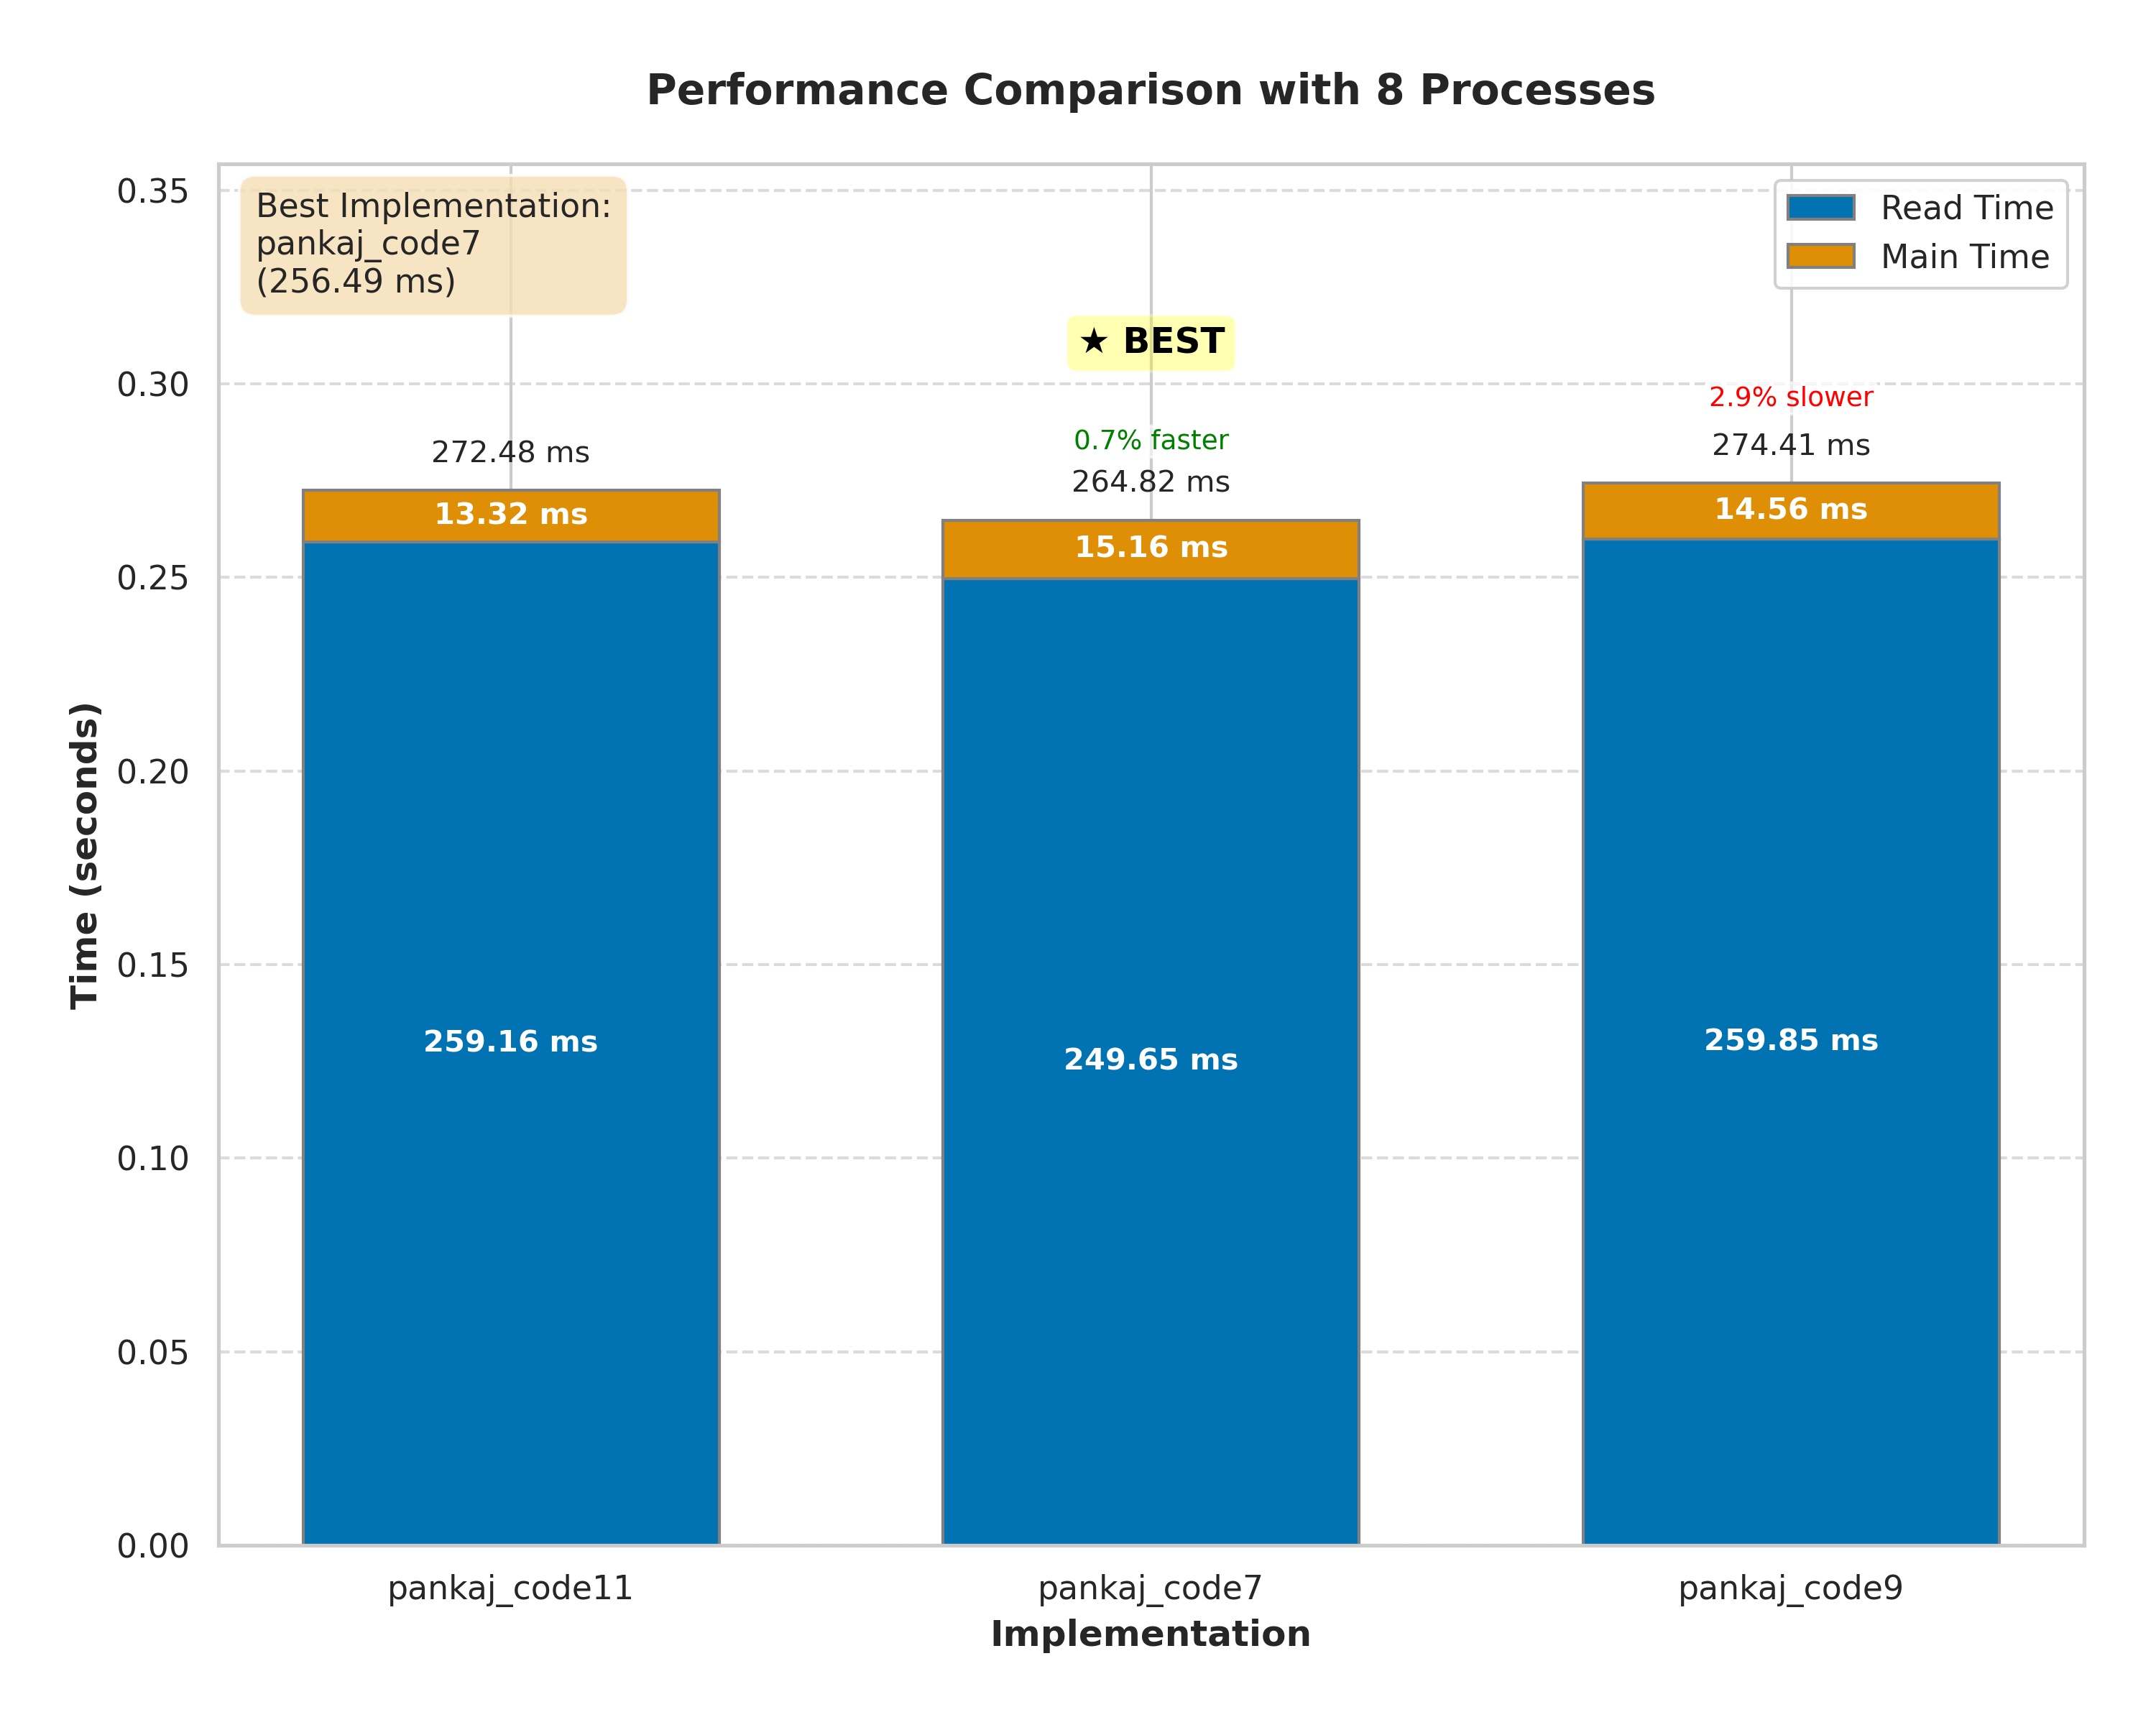 Performance Comparison with 8 Processes
Best Implementation:
pankaj_code7
(256.49 ms)
Read Time
Main Time
★ BEST
0.7% faster
2.9% slower
272.48 ms
264.82 ms
274.41 ms
13.32 ms
15.16 ms
14.56 ms
259.16 ms
249.65 ms
259.85 ms
Time (seconds)
0.35
0.30
0.25
0.20
0.15
0.10
0.05
0.00
pankaj_code11
pankaj_code7
pankaj_code9
Implementation